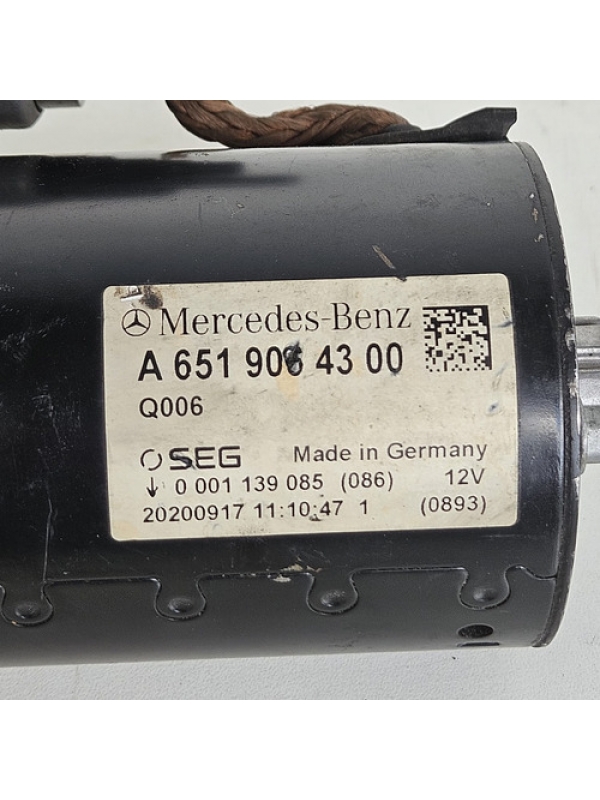 Mercedes-Benz
A 651 906 43 00
Q006
SEG Made in Germany
↓ 0 001 139 085 (086) 12V
20200917 11:10:47 1 (0893)